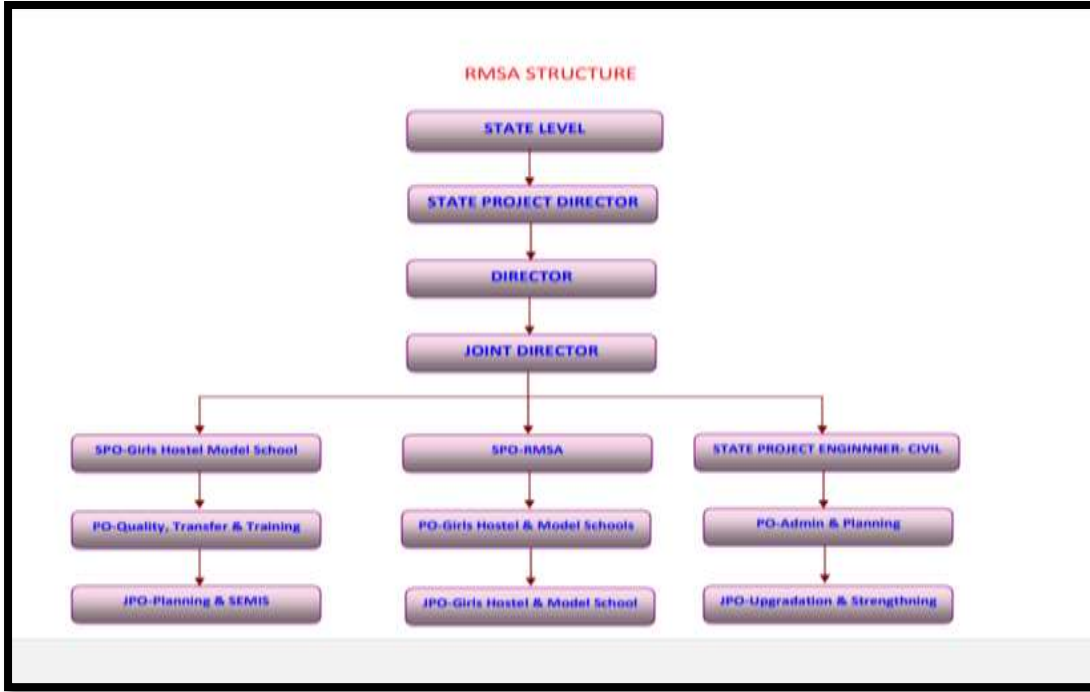 RMSA STRUCTURE
STATE LEVEL
STATE PROJECT DIRECTOR
DIRECTOR
JOINT DIRECTOR
SPO-Girls Hostel Model School
SPO-RMSA
STATE PROJECT ENGINNNER- CIVIL
PO-Quality, Transfer & Training
PO-Girls Hostel & Model Schools
PO-Admin & Planning
JPO-Planning & SEMIS
JPO-Girls Hostel & Model School
JPO-Upgradation & Strengthning